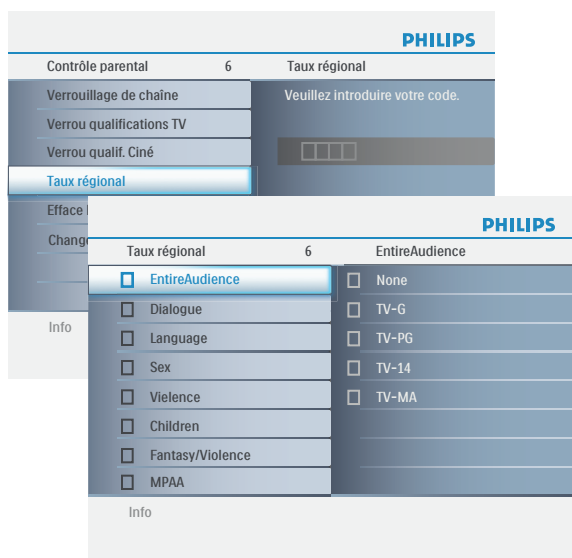 PHILIPS
Contrôle parental 6 Taux régional
Verrouillage de chaîne Veuillez introduire votre code.
Verrou qualifications TV
Verrou qualif. Ciné
Taux régional
Efface
Change
Info
PHILIPS
Taux régional 6 EntireAudience
EntireAudience None
Dialogue TV-G
Language TV-PG
Sex TV-14
Vielence TV-MA
Children
Fantasy/Violence
MPAA
Info